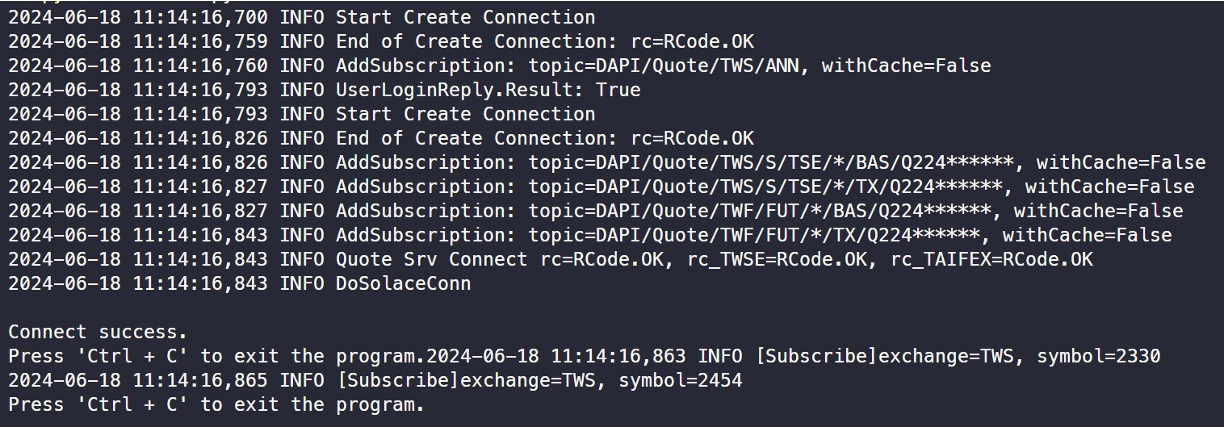 2024-06-18 11:14:16,700 INFO Start Create Connection
2024-06-18 11:14:16,759 INFO End of Create Connection: rc=RCode.OK
2024-06-18 11:14:16,760 INFO AddSubscription: topic=DAPI/Quote/TWS/ANN, withCache=False
2024-06-18 11:14:16,793 INFO UserLoginReply.Result: True
2024-06-18 11:14:16,793 INFO Start Create Connection
2024-06-18 11:14:16,826 INFO End of Create Connection: rc=RCode.OK
2024-06-18 11:14:16,826 INFO AddSubscription: topic=DAPI/Quote/TWS/S/TSE/*/BAS/Q224******, withCache=False
2024-06-18 11:14:16,827 INFO AddSubscription: topic=DAPI/Quote/TWS/S/TSE/*/TX/Q224******, withCache=False
2024-06-18 11:14:16,827 INFO AddSubscription: topic=DAPI/Quote/TWF/FUT/*/BAS/Q224******, withCache=False
2024-06-18 11:14:16,843 INFO AddSubscription: topic=DAPI/Quote/TWF/FUT/*/TX/Q224******, withCache=False
2024-06-18 11:14:16,843 INFO Quote Srv Connect rc=RCode.OK, rc_TWSE=RCode.OK, rc_TAIFEX=RCode.OK
2024-06-18 11:14:16,843 INFO DoSolaceConn
Connect success.
Press 'Ctrl + C' to exit the program.2024-06-18 11:14:16,863 INFO [Subscribe]exchange=TWS, symbol=2330
2024-06-18 11:14:16,865 INFO [Subscribe]exchange=TWS, symbol=2454
Press 'Ctrl + C' to exit the program.